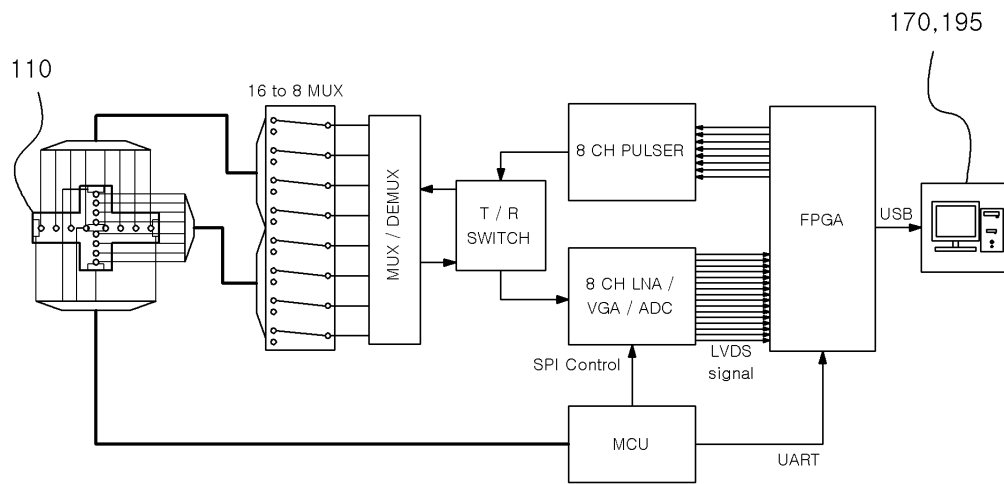 170,195
110
16 to 8 MUX
8 CH PULSER
MUX / DEMUX
T / R
SWITCH
FPGA
USB
8 CH LNA /
VGA / ADC
SPI Control
LVDS
signal
MCU
UART